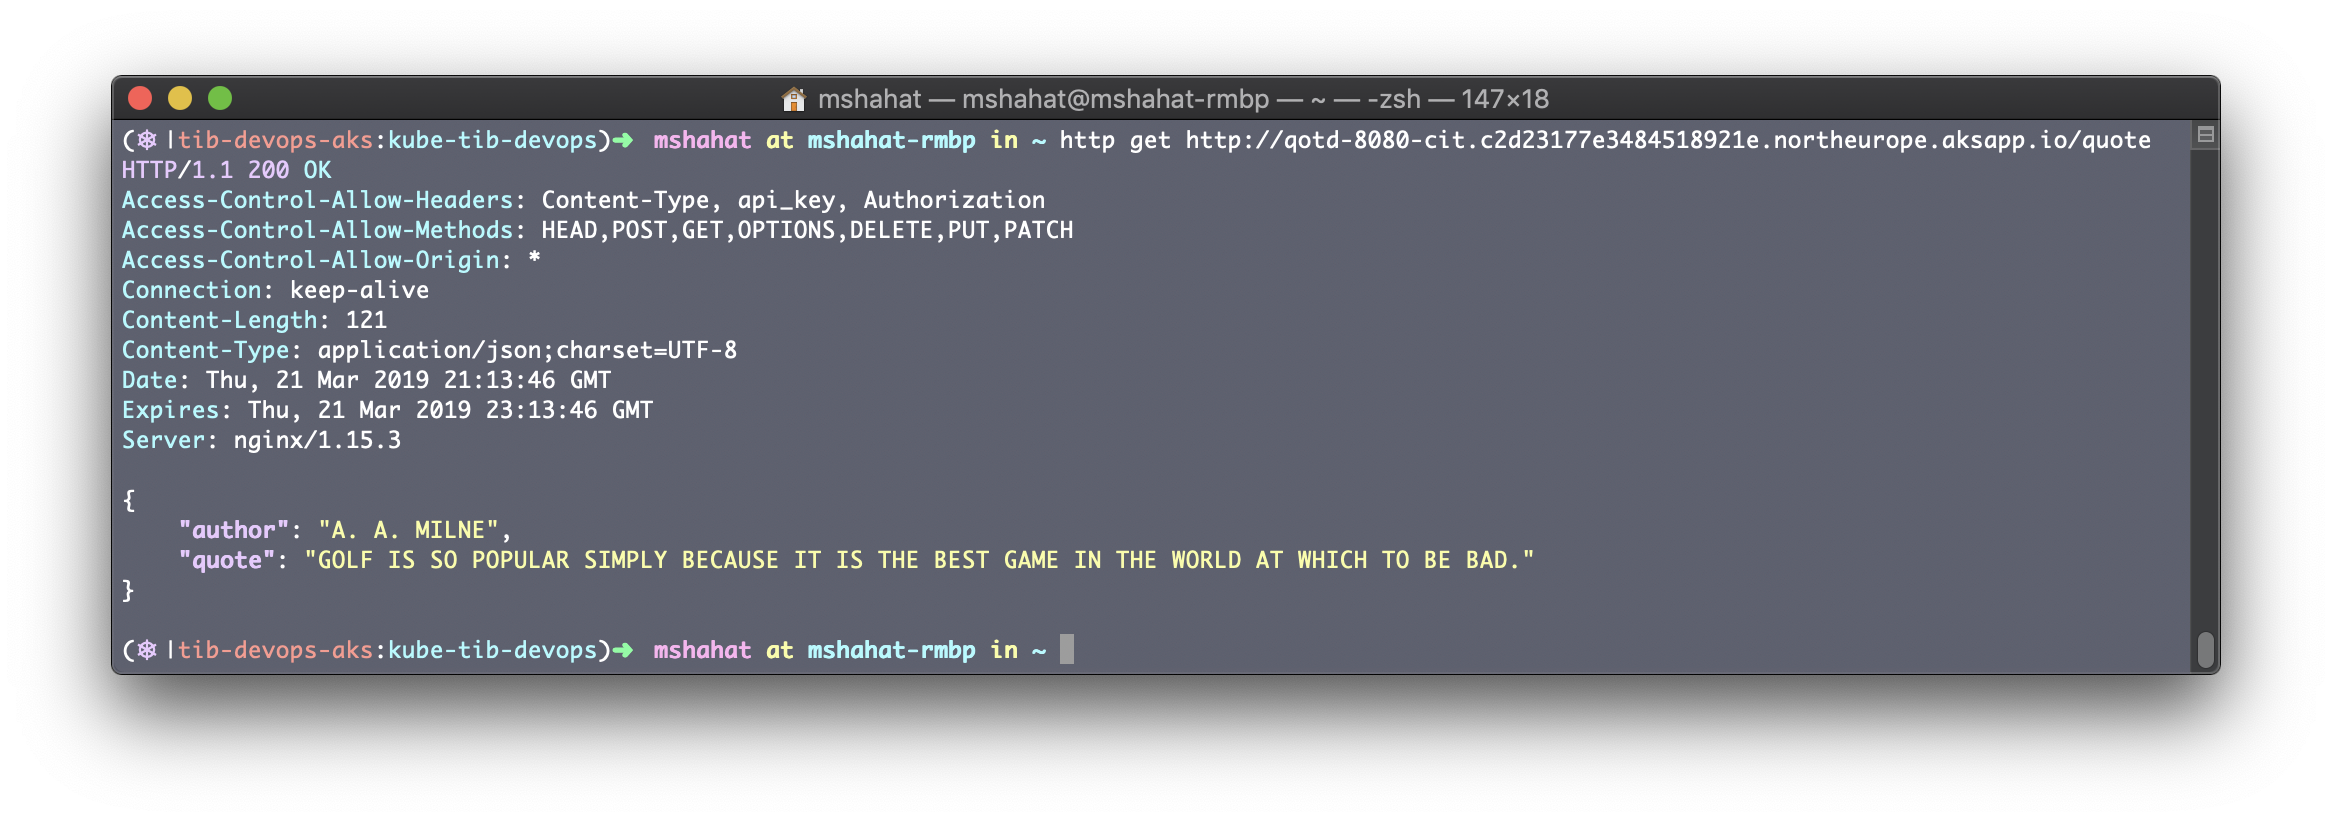 mshahat — mshahat@mshahat-rmbp — ~ — -zsh — 147×18
(⎈ |tib-devops-aks:kube-tib-devops)➜  mshahat at mshahat-rmbp in ~ http get http://qotd-8080-cit.c2d23177e3484518921e.northeurope.aksapp.io/quote
HTTP/1.1 200 OK
Access-Control-Allow-Headers: Content-Type, api_key, Authorization
Access-Control-Allow-Methods: HEAD,POST,GET,OPTIONS,DELETE,PUT,PATCH
Access-Control-Allow-Origin: *
Connection: keep-alive
Content-Length: 121
Content-Type: application/json;charset=UTF-8
Date: Thu, 21 Mar 2019 21:13:46 GMT
Expires: Thu, 21 Mar 2019 23:13:46 GMT
Server: nginx/1.15.3
{
    "author": "A. A. MILNE",
    "quote": "GOLF IS SO POPULAR SIMPLY BECAUSE IT IS THE BEST GAME IN THE WORLD AT WHICH TO BE BAD."
}
(⎈ |tib-devops-aks:kube-tib-devops)➜  mshahat at mshahat-rmbp in ~